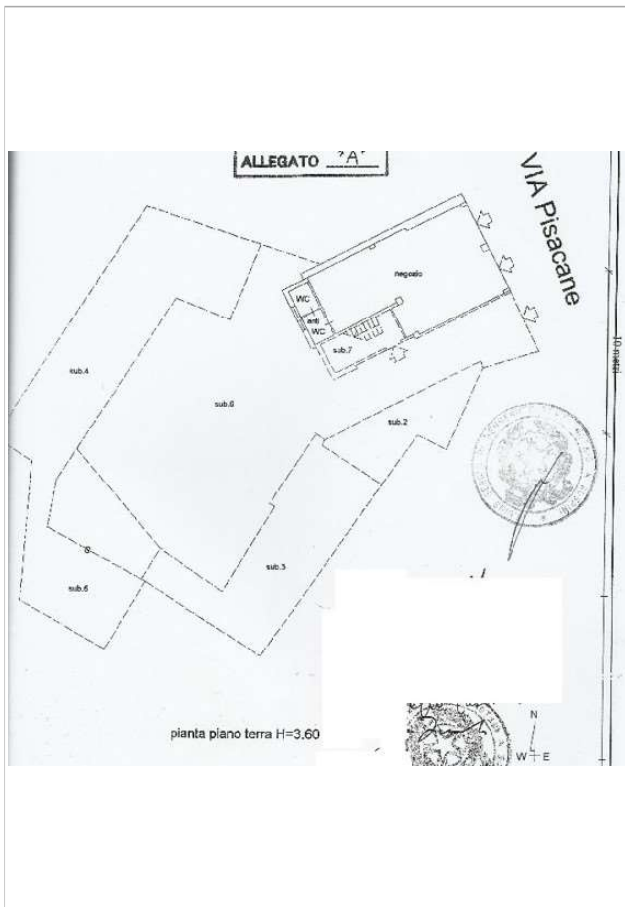 ALLEGATO "A"
VIA Pisacane
negozio
WC
anti
WC
sub.7
sub.4
sub.6
sub.2
10 metri
sub.3
sub.5
pianta piano terra H=3.60
N
W E